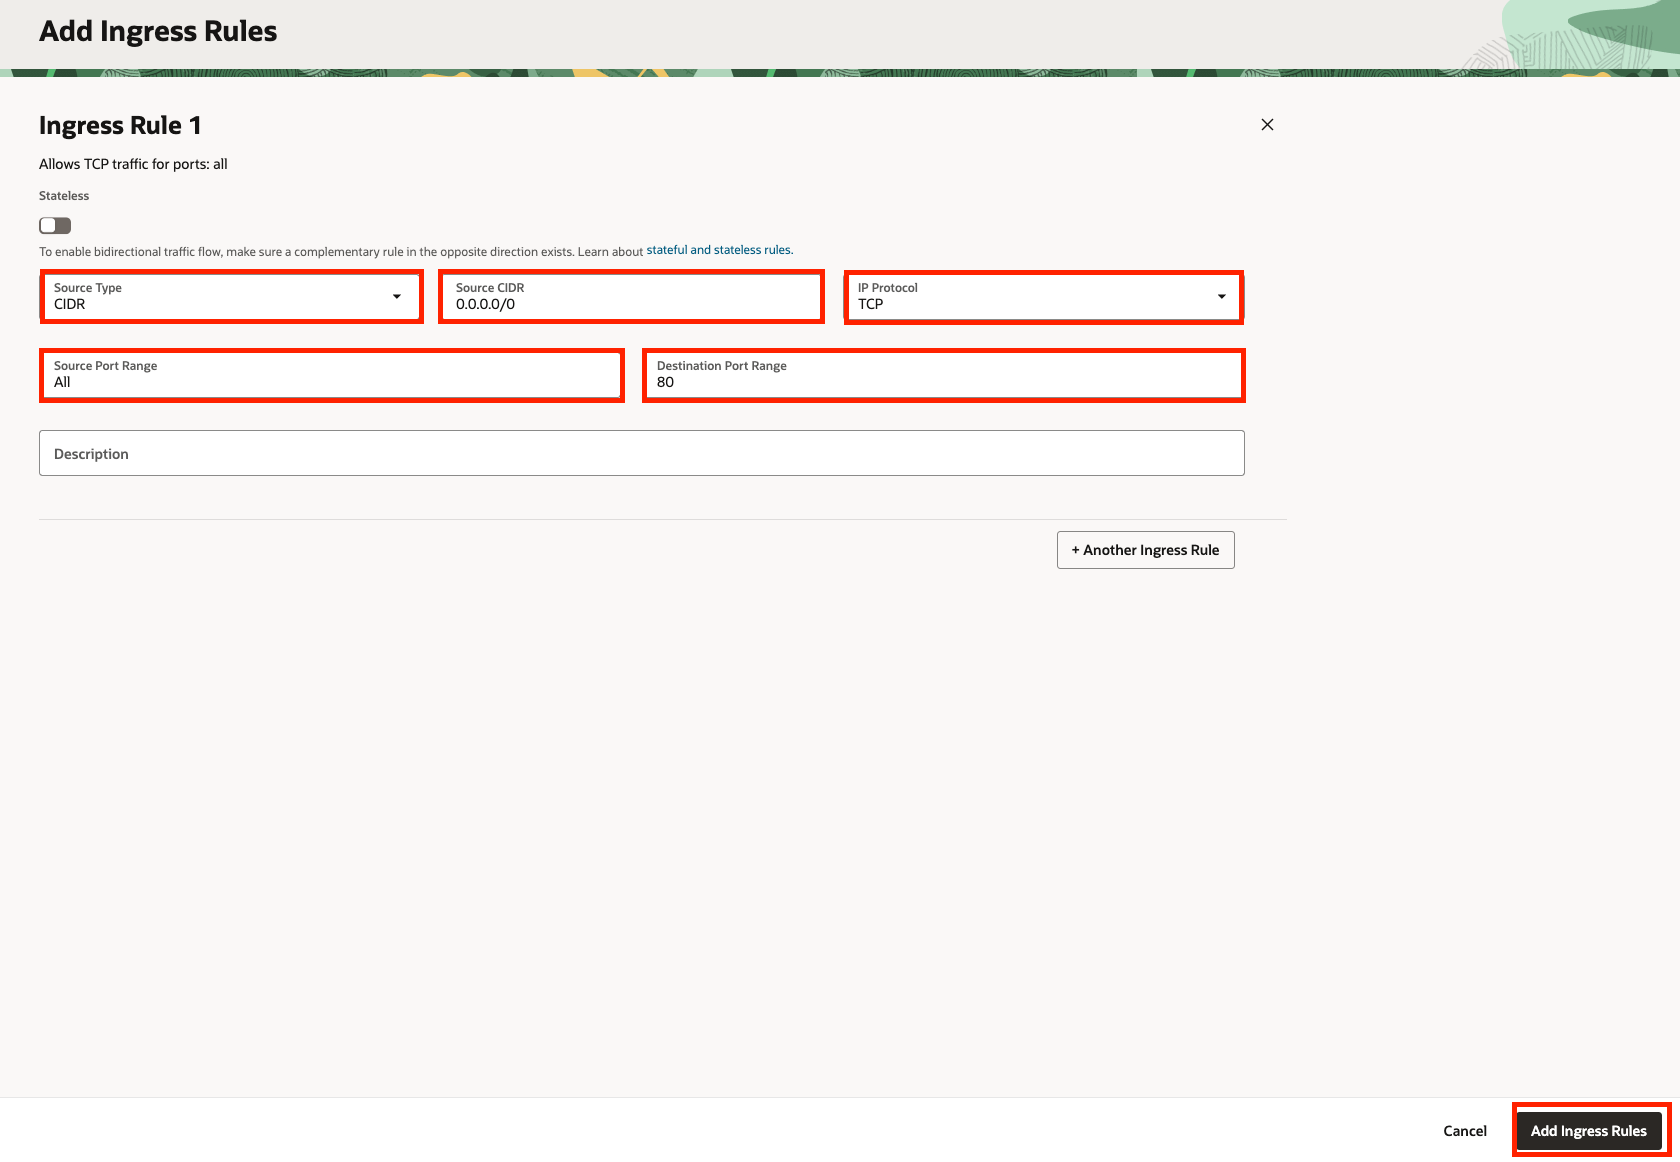 Add Ingress Rules
Ingress Rule 1
Allows TCP traffic for ports: all
Stateless
To enable bidirectional traffic flow, make sure a complementary rule in the opposite direction exists. Learn about stateful and stateless rules.
Source Type
CIDR
Source CIDR
0.0.0.0/0
IP Protocol
TCP
Source Port Range
All
Destination Port Range
80
Description
+ Another Ingress Rule
Cancel
Add Ingress Rules